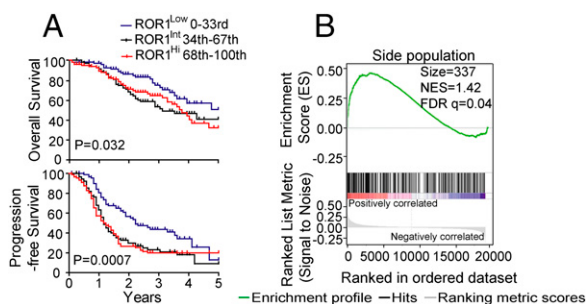 A
ROR1Low 0-33rd
ROR1Int 34th-67th
ROR1Hi 68th-100th
Overall Survival
100
80
60
40
20
0
P=0.032
Progression
-free Survival
100
80
60
40
20
0
P=0.0007
0 1 2 3 4 5
Years
B
Side population
Size=337
NES=1.42
FDR q=0.04
Enrichment
Score (ES)
0.50
0.25
0.00
-0.25
Ranked List Metric
(Signal to Noise)
Positively correlated
0.50
0.25
0.00
-0.25
Negatively correlated
0 5000 10000 15000 20000
Ranked in ordered dataset
Enrichment profile Hits Ranking metric scores